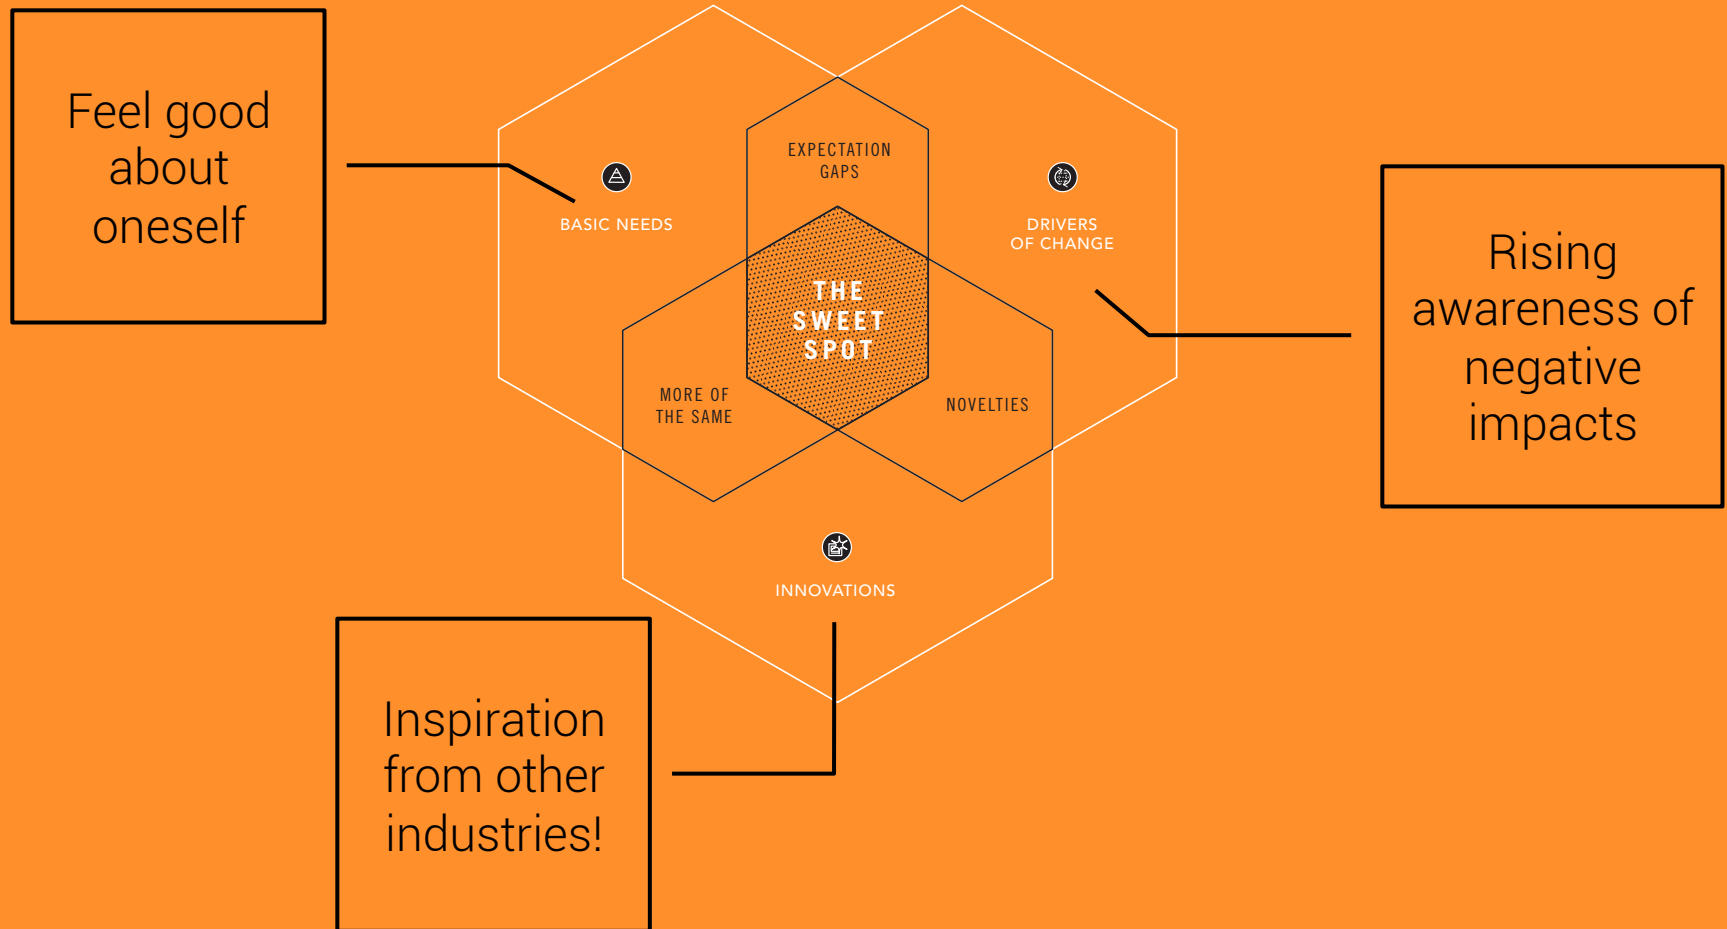 Feel good
about
oneself
EXPECTATION
GAPS
BASIC NEEDS
DRIVERS
OF CHANGE
THE
SWEET
SPOT
Rising
awareness of
negative
impacts
MORE OF
THE SAME
NOVELTIES
INNOVATIONS
Inspiration
from other
industries!